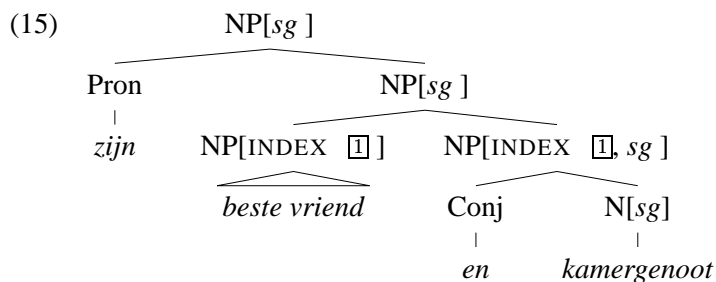 (15) NP[sg ]
Pron NP[sg ]
zijn NP[INDEX 1 ] NP[INDEX 1, sg ]
beste vriend Conj N[sg]
en kamergenoot